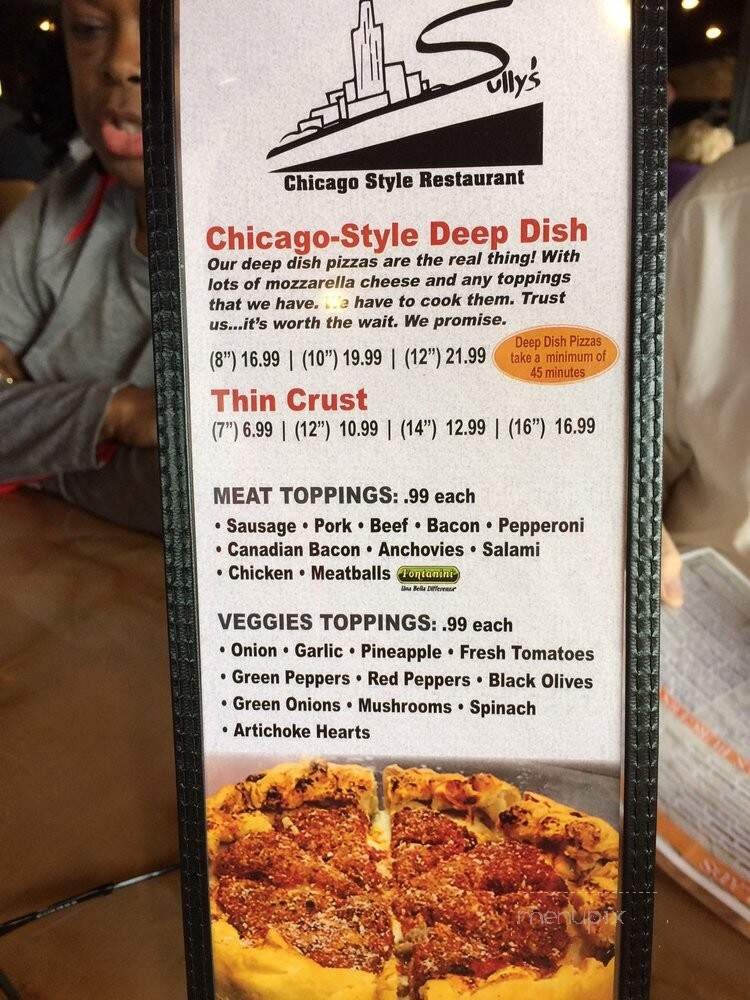 Sully's
Chicago Style Restaurant
Chicago-Style Deep Dish
Our deep dish pizzas are the real thing! With
lots of mozzarella cheese and any toppings
that we have. We have to cook them. Trust
us...it's worth the wait. We promise.
(8") 16.99 | (10") 19.99 | (12") 21.99
Deep Dish Pizzas
take a minimum of
45 minutes
Thin Crust
(7") 6.99 | (12") 10.99 | (14") 12.99 | (16") 16.99
MEAT TOPPINGS: .99 each
• Sausage • Pork • Beef • Bacon • Pepperoni
• Canadian Bacon • Anchovies • Salami
• Chicken • Meatballs Fontanini
Una Bella Differenza
VEGGIES TOPPINGS: .99 each
• Onion • Garlic • Pineapple • Fresh Tomatoes
• Green Peppers • Red Peppers • Black Olives
• Green Onions • Mushrooms • Spinach
• Artichoke Hearts
menupix